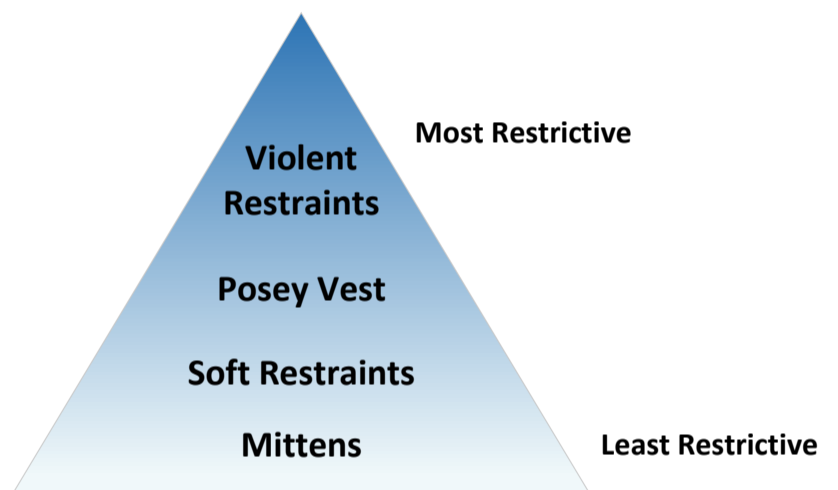 Most Restrictive
Violent
Restraints
Posey Vest
Soft Restraints
Mittens
Least Restrictive